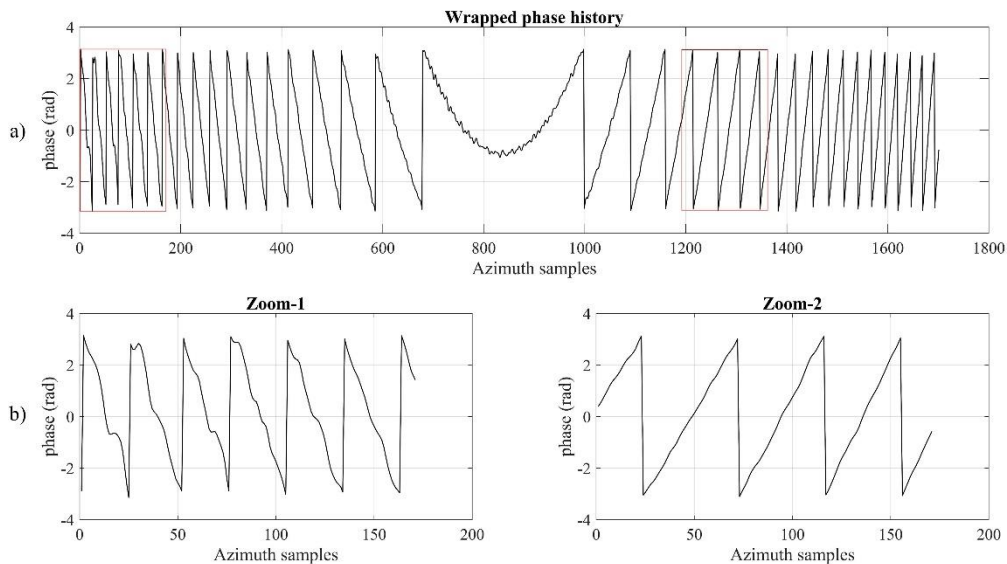 Wrapped phase history
4
2
a)
phase (rad)
0
-2
-4
0 200 400 600 800 1000 1200 1400 1600 1800
Azimuth samples
Zoom-1 Zoom-2
4 4
2 2
b)
phase (rad) phase (rad)
0 0
-2 -2
-4 -4
0 50 100 150 200 0 50 100 150 200
Azimuth samples Azimuth samples